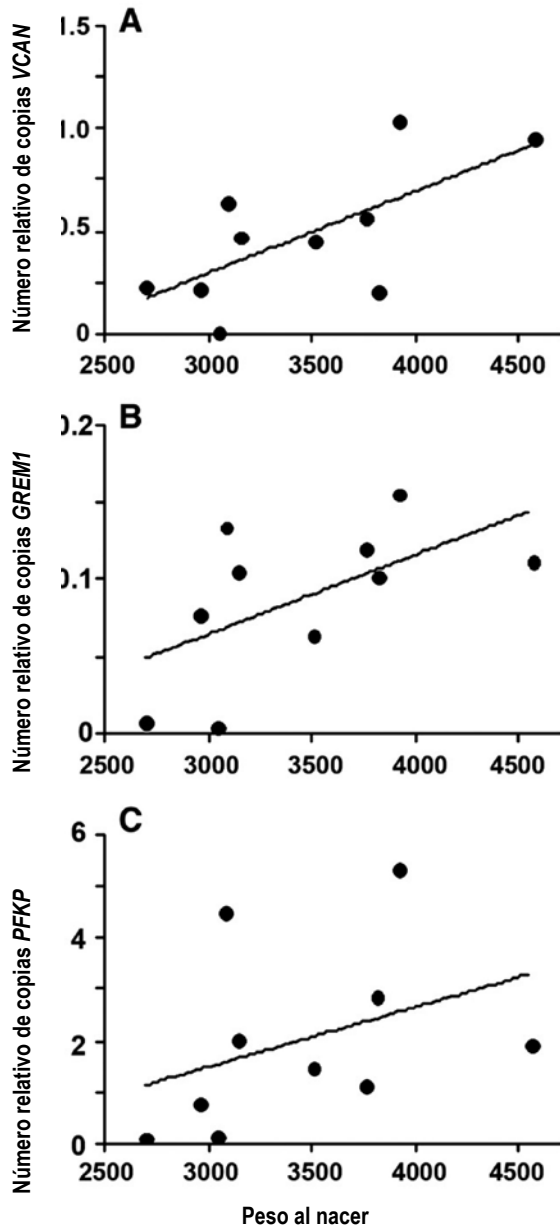 A
Número relativo de copias VCAN
1.5
1.0
0.5
0
2500 3000 3500 4000 4500
B
Número relativo de copias GREM1
0.2
0.1
0
2500 3000 3500 4000 4500
C
Número relativo de copias PFKP
6
4
2
0
2500 3000 3500 4000 4500
Peso al nacer